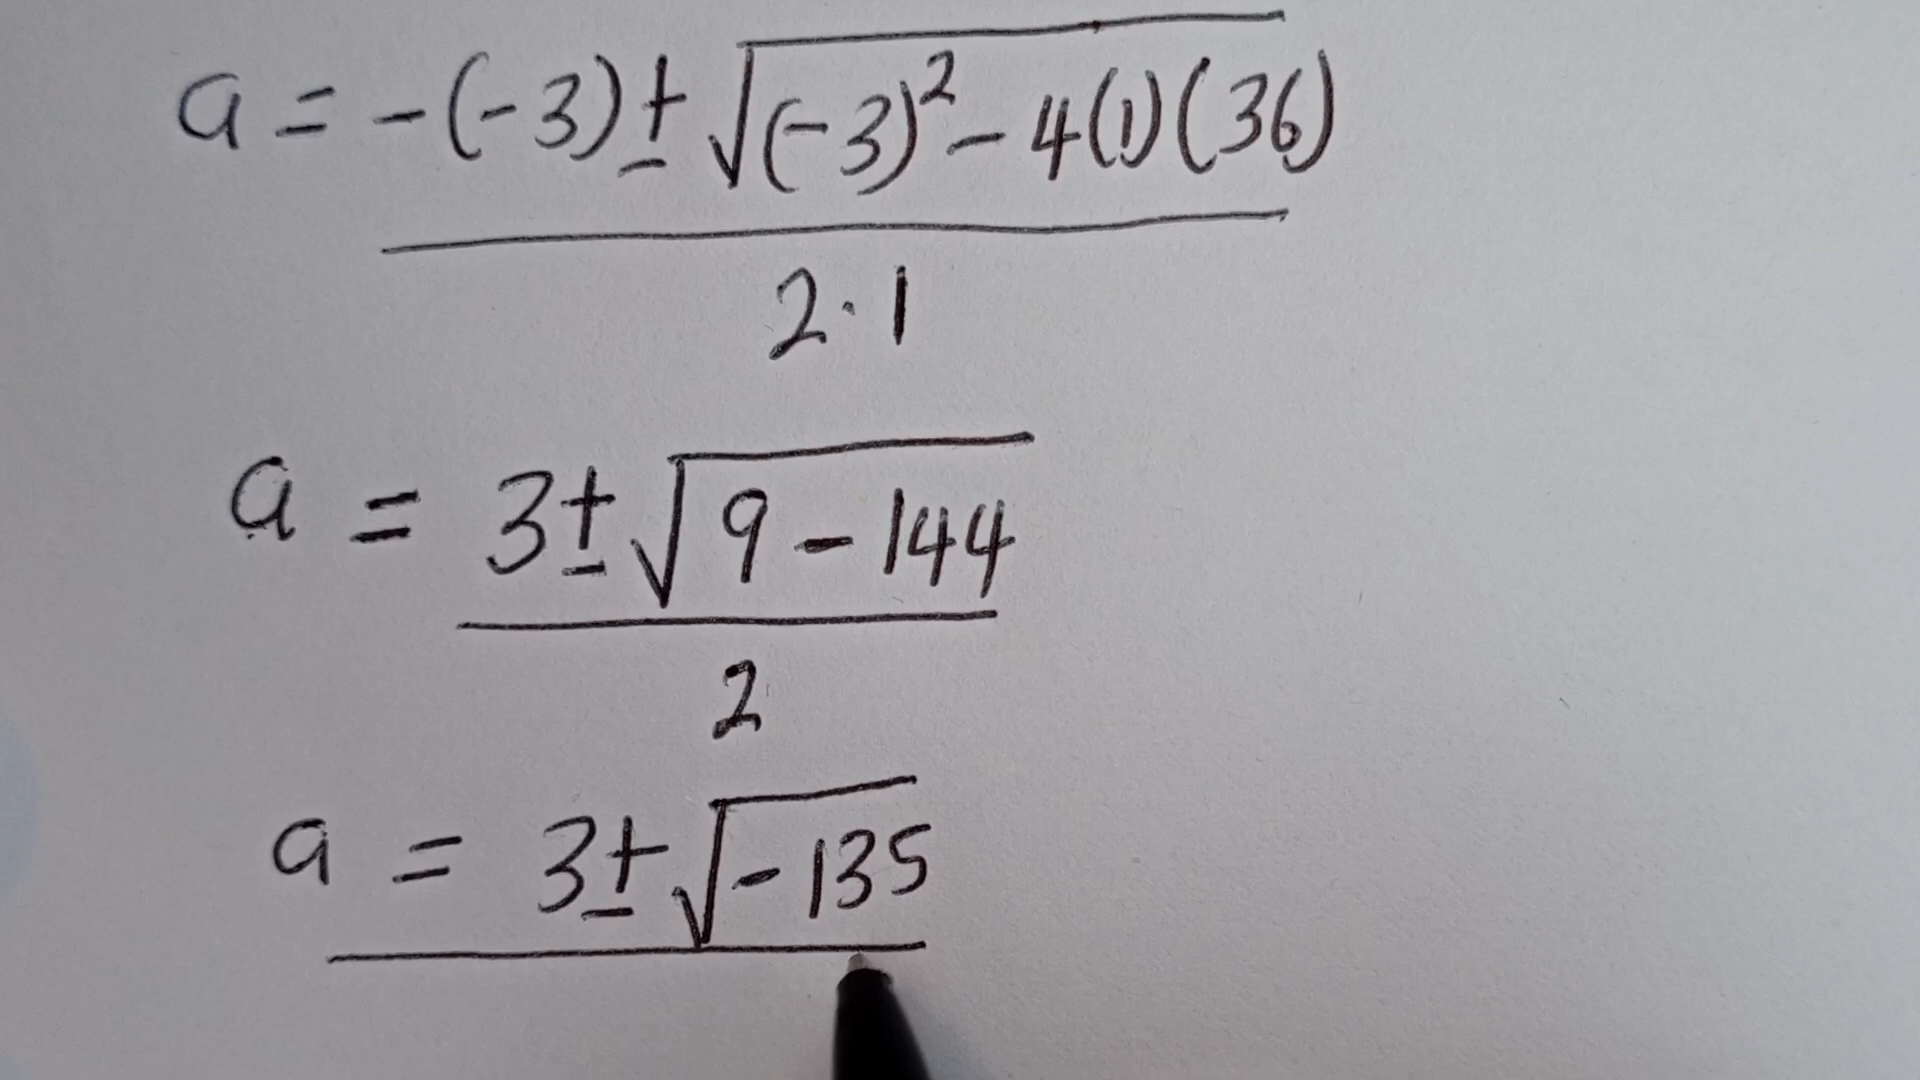 a = -(-3) ± √(-3)² - 4(1)(36)
2·1
a = 3 ± √9 - 144
2
a = 3 ± √-135